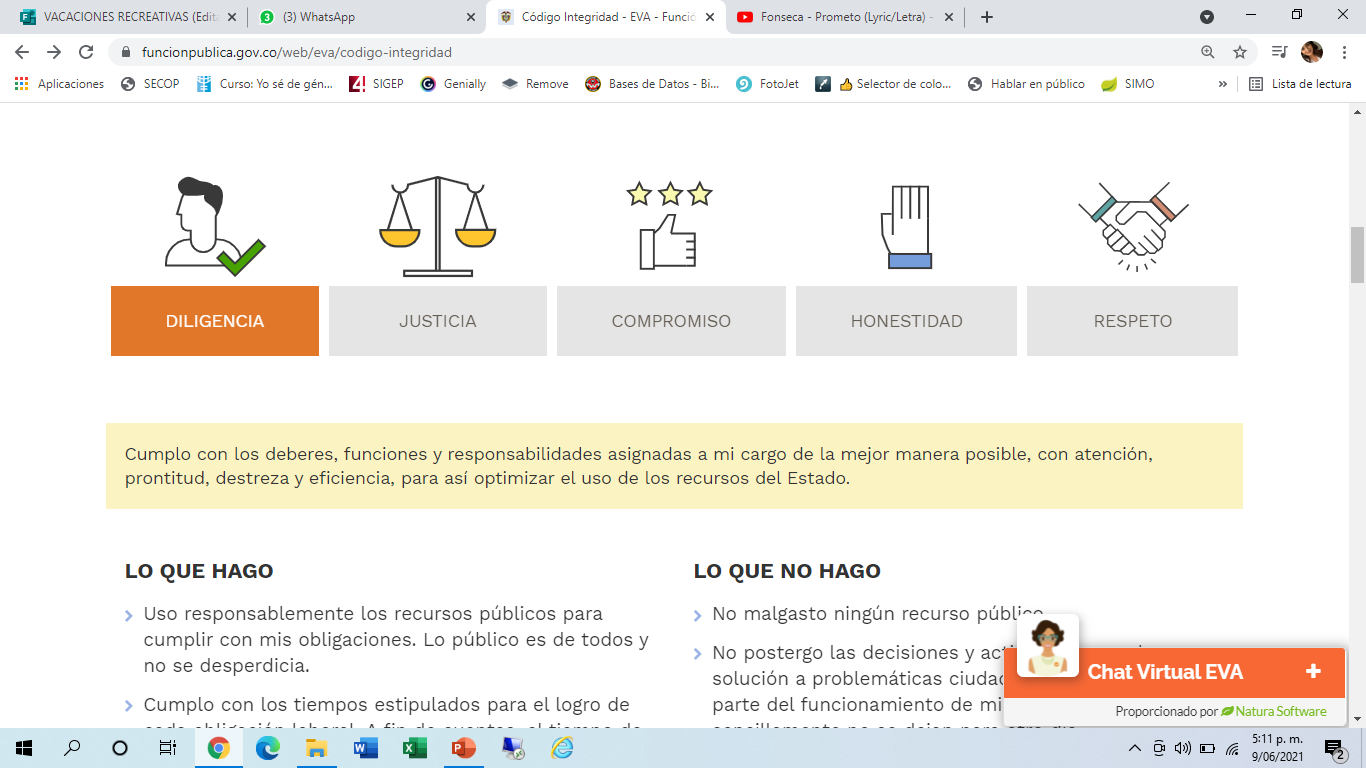 VACACIONES RECREATIVAS (Edit
(3) WhatsApp
Código Integridad - EVA - Funció
Fonseca - Prometo (Lyric/Letra) -
funcionpublica.gov.co/web/eva/codigo-integridad
Aplicaciones
SECOP
Curso: Yo sé de gén...
SIGEP
Genially
Remove
Bases de Datos - Bi...
FotoJet
Selector de colo...
Hablar en público
SIMO
»
Lista de lectura
DILIGENCIA
JUSTICIA
COMPROMISO
HONESTIDAD
RESPETO
Cumplo con los deberes, funciones y responsabilidades asignadas a mi cargo de la mejor manera posible, con atención,
prontitud, destreza y eficiencia, para así optimizar el uso de los recursos del Estado.
LO QUE HAGO
Uso responsablemente los recursos públicos para
cumplir con mis obligaciones. Lo público es de todos y
no se desperdicia.
Cumplo con los tiempos estipulados para el logro de
LO QUE NO HAGO
No malgasto ningún recurso público
No postergo las decisiones y
solución a problemáticas
parte del funcionamiento de mi
Chat Virtual EVA
Proporcionado por Natura Software
5:11 p. m.
9/06/2021
2